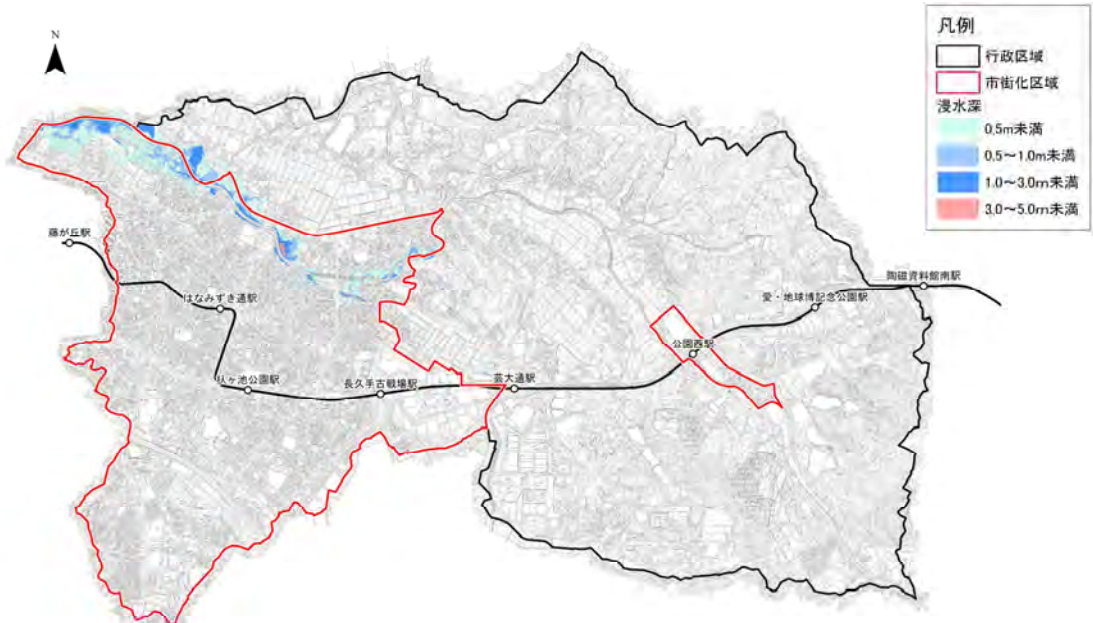 N
凡例
行政区域
市街化区域
浸水深
0.5m未満
0.5～1.0m未満
1.0～3.0m未満
3.0～5.0m未満
藤が丘駅
はなみずき通駅
杁ヶ池公園駅
長久手古戦場駅
芸大通駅
公園西駅
愛・地球博記念公園駅
陶磁資料館南駅